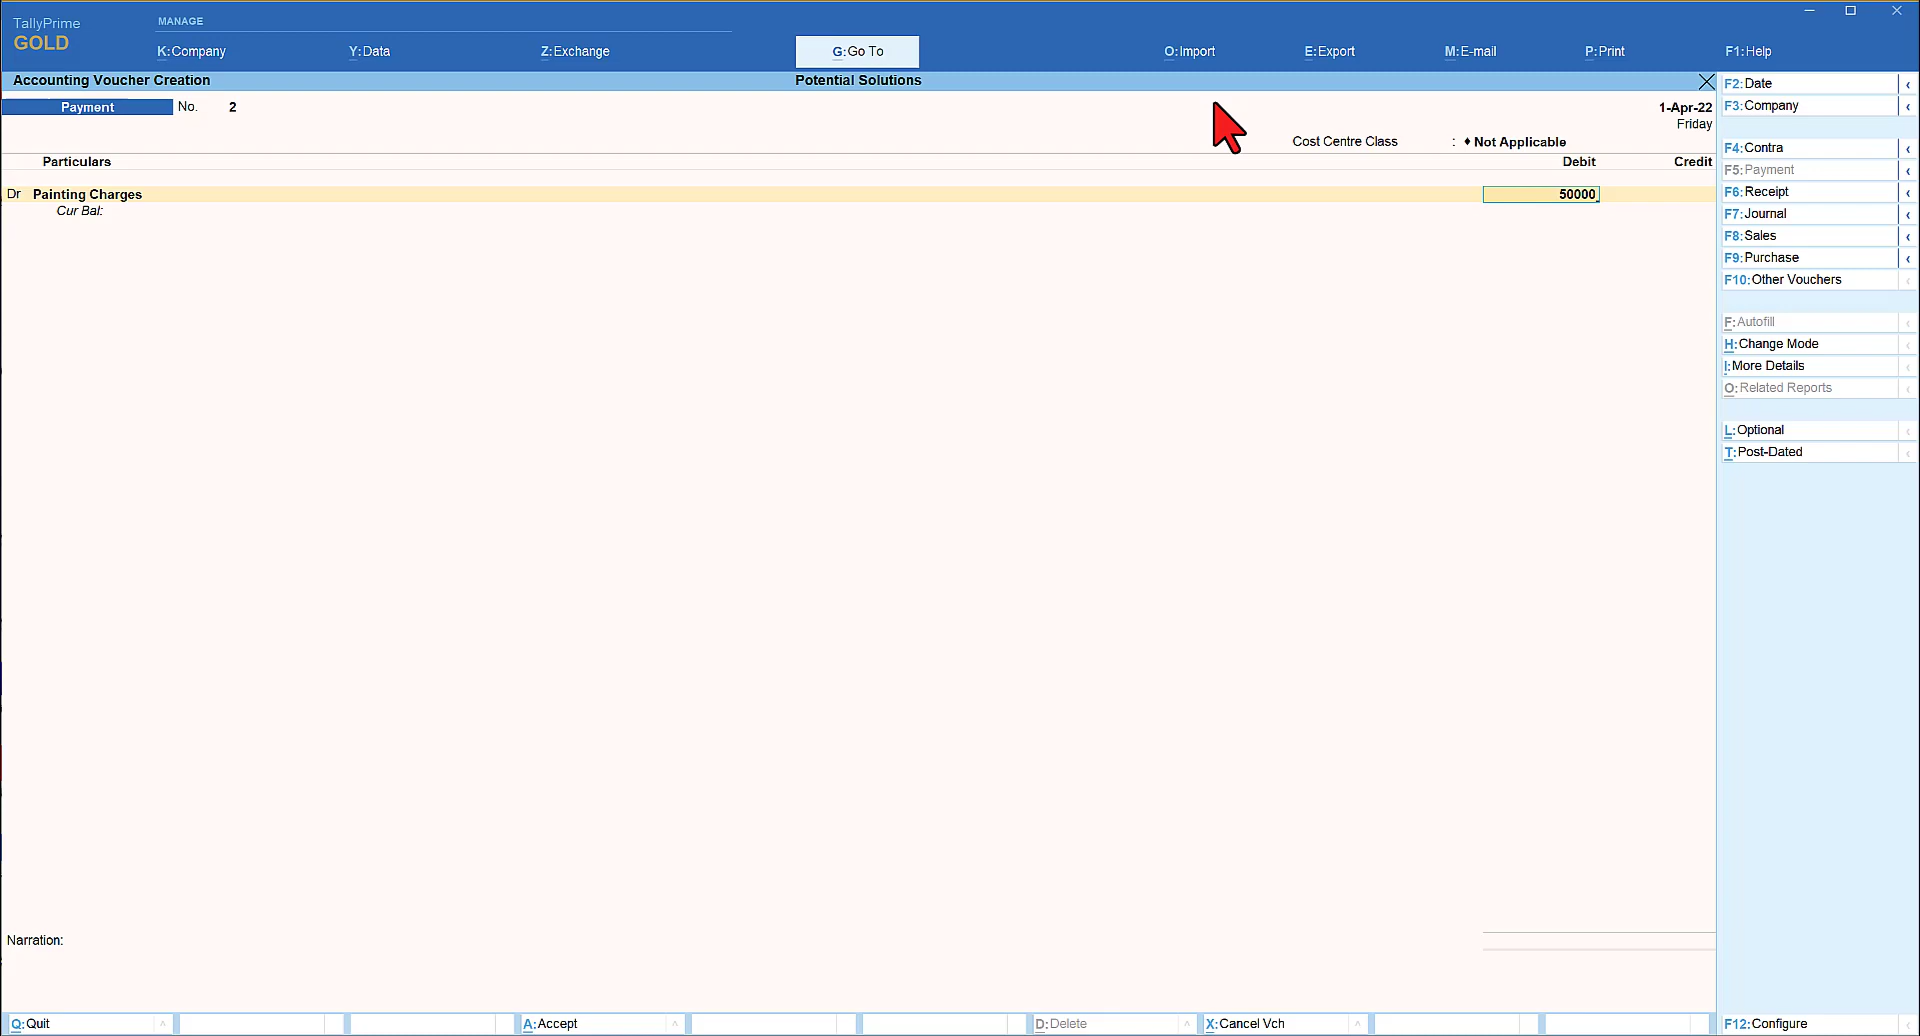 TallyPrime
GOLD
MANAGE
K:Company Y:Data Z:Exchange G:Go To O:Import E:Export M:E-mail P:Print F1:Help
Accounting Voucher Creation Potential Solutions
Payment No. 2 1-Apr-22
Friday
Cost Centre Class : ♦ Not Applicable
Particulars Debit Credit
Dr Painting Charges 50000
Cur Bal:
Narration:
F2:Date
F3:Company
F4:Contra
F5:Payment
F6:Receipt
F7:Journal
F8:Sales
F9:Purchase
F10:Other Vouchers
F:Autofill
H:Change Mode
I:More Details
O:Related Reports
L:Optional
T:Post-Dated
Q:Quit A:Accept D:Delete X:Cancel Vch F12:Configure